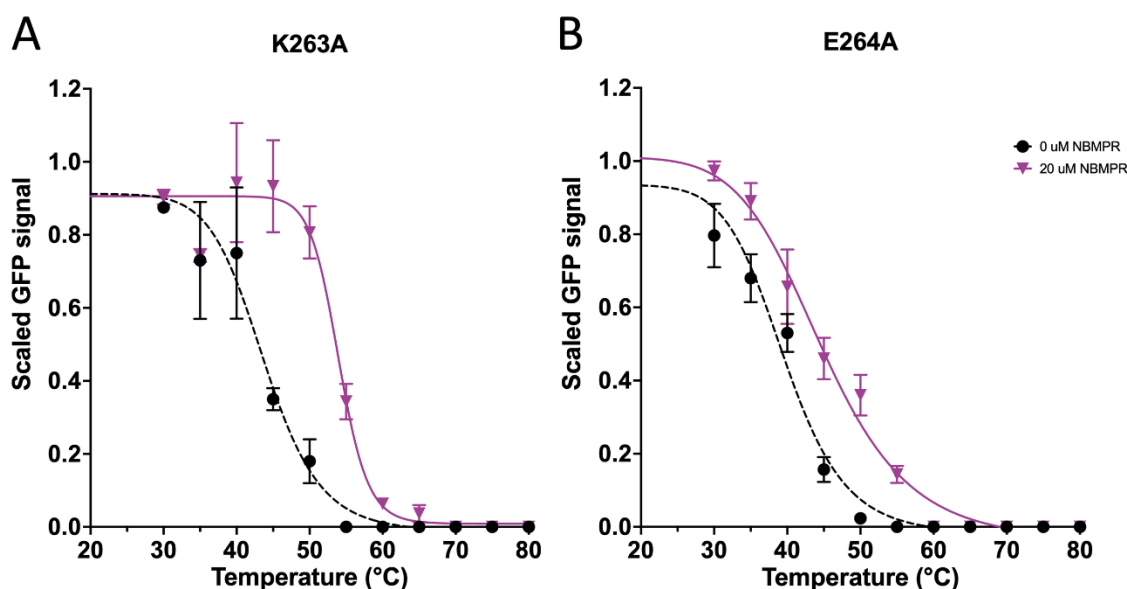 A
K263A
1.2
1.0
0.8
0.6
0.4
0.2
0.0
Scaled GFP signal
20 30 40 50 60 70 80
Temperature (°C)
B
E264A
1.2
1.0
0.8
0.6
0.4
0.2
0.0
Scaled GFP signal
20 30 40 50 60 70 80
Temperature (°C)
0 uM NBMPR
20 uM NBMPR